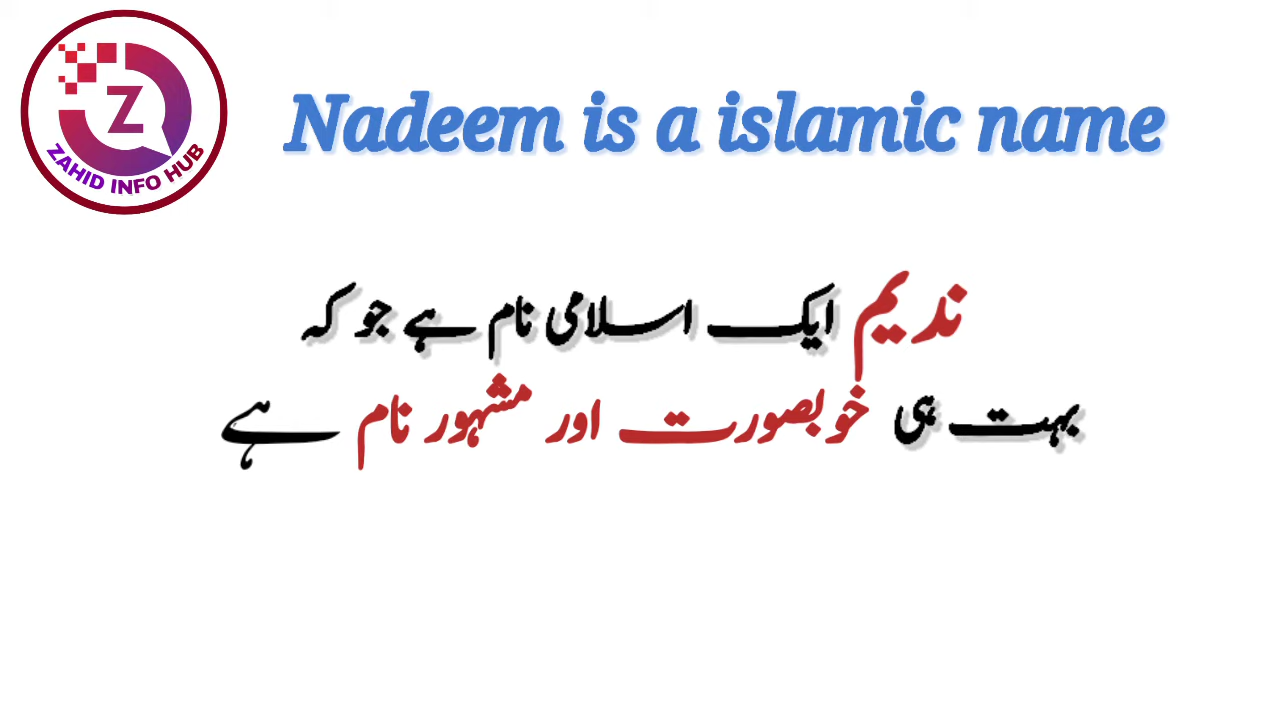 Z
ZAHID INFO HUB
Nadeem is a islamic name
ندیم ایک اسلامی نام ہے جو کہ
بہت ہی خوبصورت اور مشہور نام ہے